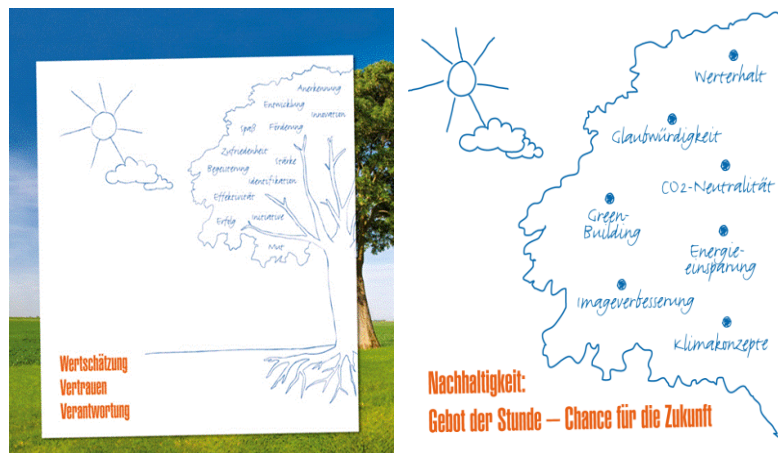 Anerkennung
Entwicklung
Innovation
Spaß Förderung
Zufriedenheit
Stärke
Begeisterung
Identifikation
Effektivität
Erfolg Initiative
Mut
Wertschätzung
Vertrauen
Verantwortung
Werterhalt
Glaubwürdigkeit
CO2-Neutralität
Green-
Building
Energie-
einsparung
Imageverbesserung
Klimakonzepte
Nachhaltigkeit:
Gebot der Stunde – Chance für die Zukunft